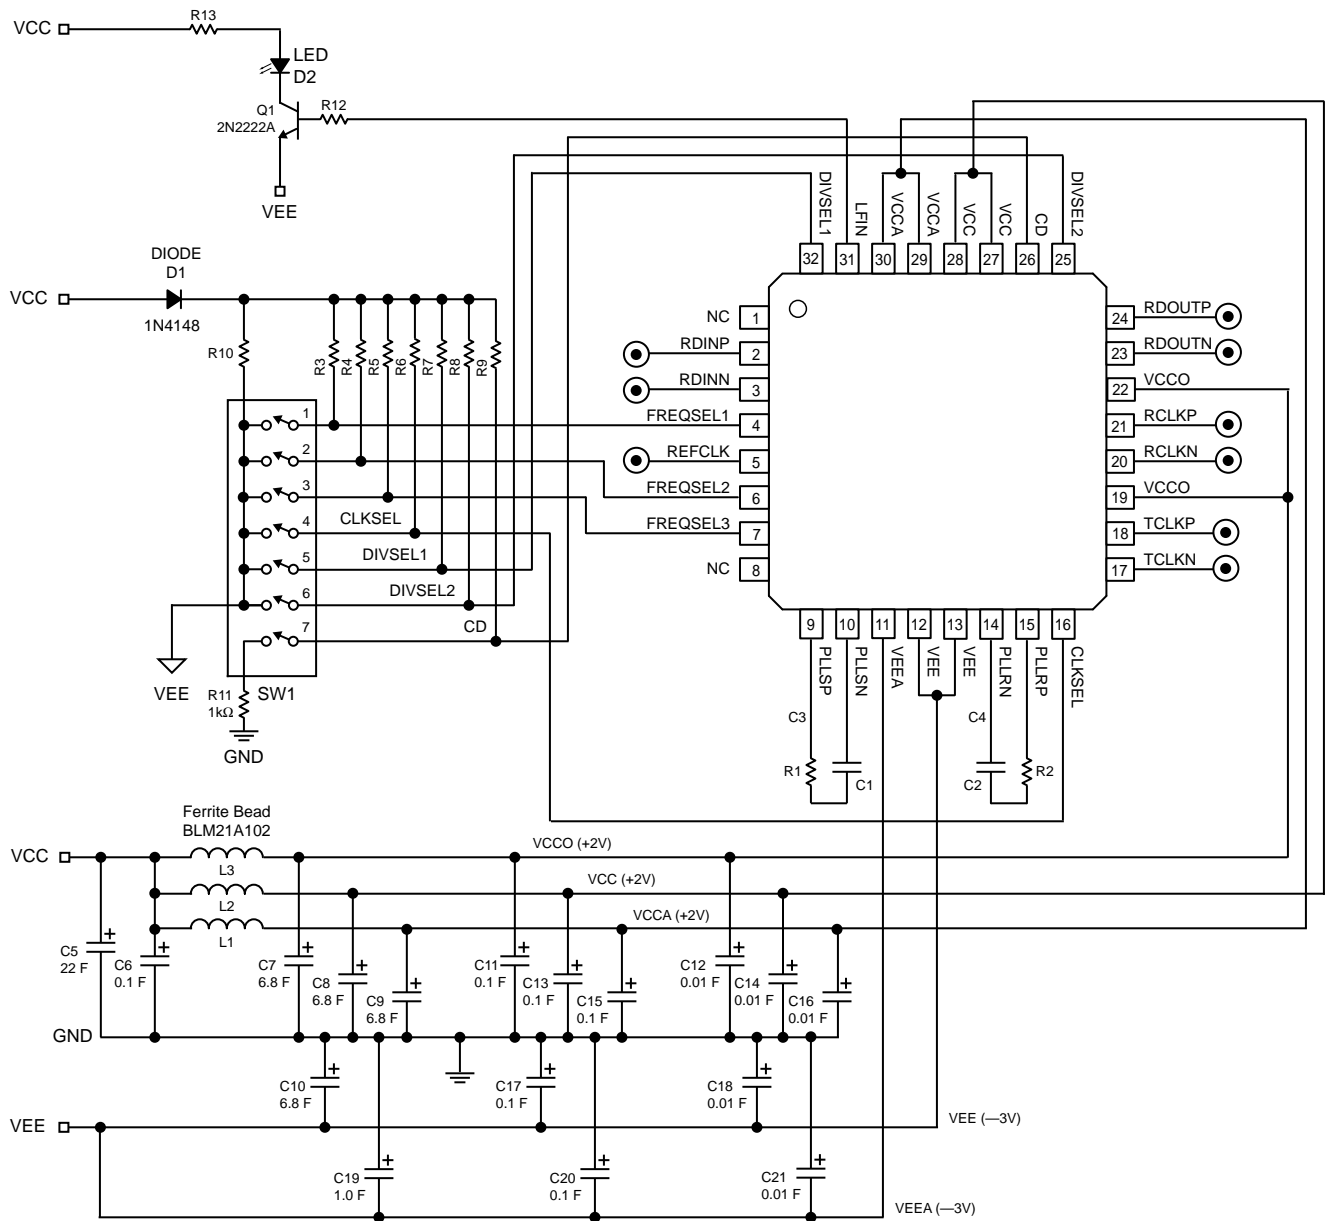 VCC
R13
LED
D2
Q1
2N2222A
R12
VEE
DIODE
D1
VCC
1N4148
R10
R3
R4
R5
R6
R7
R8
R9
1
2
3
CLKSEL
4
DIVSEL1
5
DIVSEL2
6
CD
7
VEE
SW1
R11
1kΩ
GND
DIVSEL1
LFIN
VCCA
VCCA
VCC
VCC
CD
DIVSEL2
32
31
30
29
28
27
26
25
NC
1
RDINP
2
RDINN
3
FREQSEL1
4
REFCLK
5
FREQSEL2
6
FREQSEL3
7
NC
8
24
RDOUTP
23
RDOUTN
22
VCCO
21
RCLKP
20
RCLKN
19
VCCO
18
TCLKP
17
TCLKN
9
10
11
12
13
14
15
16
PLLSP
PLLSN
VEEA
VEE
VEE
PLLRN
PLLRP
CLKSEL
C3
C4
R1
C1
C2
R2
Ferrite Bead
BLM21A102
VCC
L3
VCCO (+2V)
L2
VCC (+2V)
L1
VCCA (+2V)
C5
22 F
C6
0.1 F
C7
6.8 F
C8
6.8 F
C9
6.8 F
C11
0.1 F
C13
0.1 F
C15
0.1 F
C12
0.01 F
C14
0.01 F
C16
0.01 F
GND
C10
6.8 F
C17
0.1 F
C18
0.01 F
VEE
VEE (—3V)
C19
1.0 F
C20
0.1 F
C21
0.01 F
VEEA (—3V)